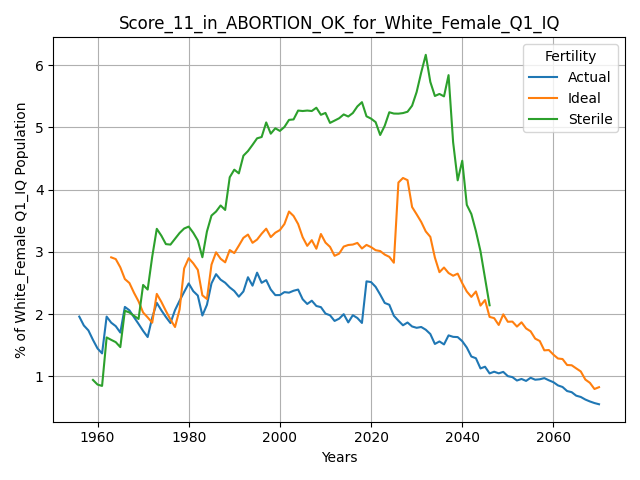 Score_11_in_ABORTION_OK_for_White_Female_Q1_IQ
Fertility
Actual
Ideal
Sterile
% of White_Female Q1_IQ Population
6
5
4
3
2
1
1960 1980 2000 2020 2040 2060
Years